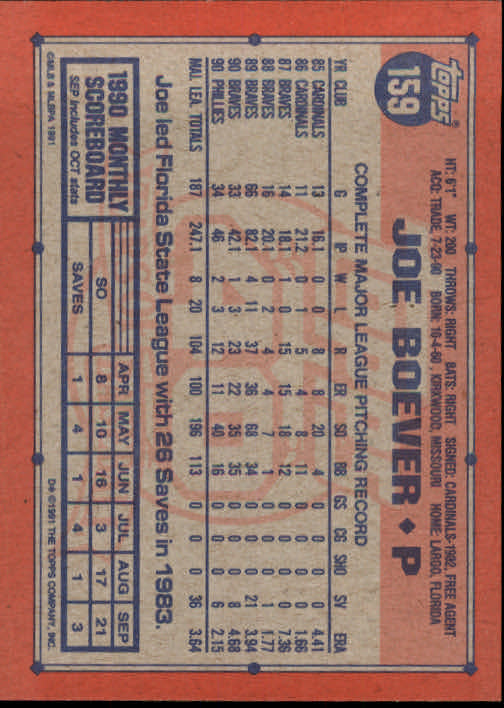 topps®
159
JOE BOEVER ◆ P
HT: 6'1" WT: 200 THROWS: RIGHT BATS: RIGHT SIGNED: CARDINALS-1982, FREE AGENT
ACQ: TRADE, 7-23-90 BORN: 10-4-60, KIRKWOOD, MISSOURI HOME: LARGO, FLORIDA
COMPLETE MAJOR LEAGUE PITCHING RECORD
YR CLUB G IP W L R ER SO BB GS CG SHO SV ERA
85 CARDINALS 13 16.1 0 0 8 8 20 4 0 0 0 0 4.41
86 CARDINALS 11 21.2 0 1 5 4 8 11 0 0 0 0 1.66
87 BRAVES 14 18.1 1 0 15 15 18 12 0 0 0 0 7.36
88 BRAVES 16 20.1 0 2 4 4 7 1 0 0 0 1 1.77
89 BRAVES 66 82.1 4 11 37 36 68 34 0 0 0 21 3.94
90 BRAVES 33 42.1 1 3 23 22 35 35 0 0 0 8 4.68
90 PHILLIES 34 46 2 3 12 11 40 16 0 0 0 6 2.15
MAJ. LEA. TOTALS 187 247.1 8 20 104 100 196 113 0 0 0 36 3.64
Joe led Florida State League with 26 Saves in 1983.
1990 MONTHLY
SCOREBOARD
SEP includes OCT stats
APR MAY JUN JUL AUG SEP
SO 8 10 16 3 17 21
SAVES 1 4 1 4 1 3
©MLB & MLBPA 1991
D* ©1991 THE TOPPS COMPANY, INC.